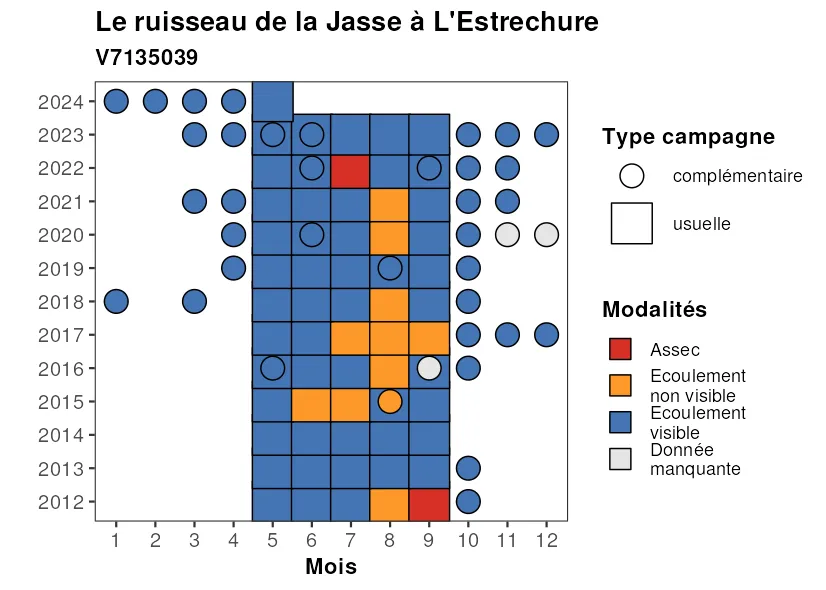 Le ruisseau de la Jasse à L'Estrechure
V7135039
2024
2023
2022
2021
2020
2019
2018
2017
2016
2015
2014
2013
2012
1 2 3 4 5 6 7 8 9 10 11 12
Mois
Type campagne
complémentaire
usuelle
Modalités
Assec
Ecoulement
non visible
Ecoulement
visible
Donnée
manquante